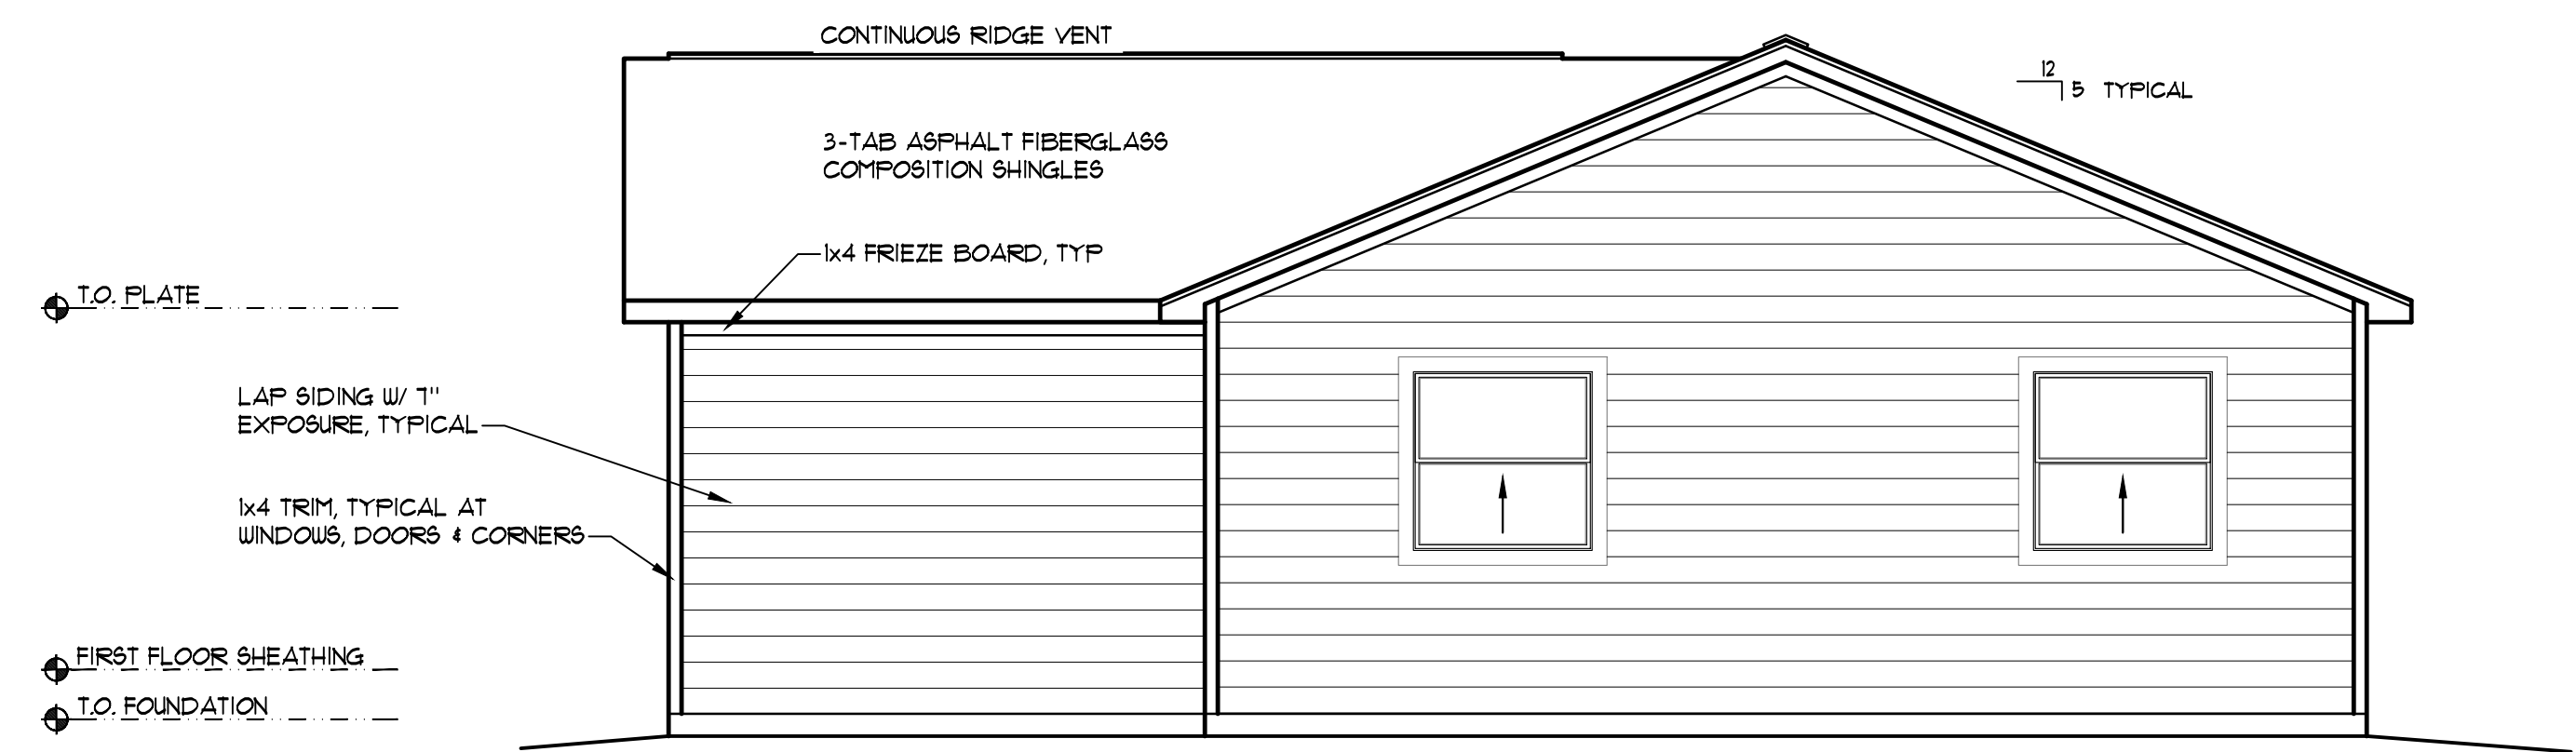 CONTINUOUS RIDGE VENT
12
5 TYPICAL
3-TAB ASPHALT FIBERGLASS
COMPOSITION SHINGLES
1x4 FRIEZE BOARD, TYP
T.O. PLATE
LAP SIDING W/ 7"
EXPOSURE, TYPICAL
1x4 TRIM, TYPICAL AT
WINDOWS, DOORS & CORNERS
FIRST FLOOR SHEATHING
T.O. FOUNDATION